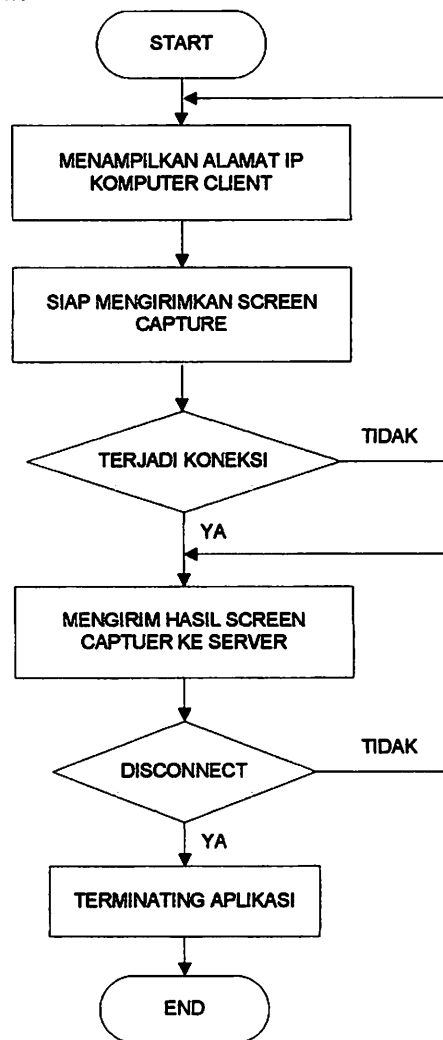 START
MENAMPILKAN ALAMAT IP
KOMPUTER CLIENT
SIAP MENGIRIMKAN SCREEN
CAPTURE
TERJADI KONEKSI
TIDAK
YA
MENGIRIM HASIL SCREEN
CAPTUER KE SERVER
DISCONNECT
TIDAK
YA
TERMINATING APLIKASI
END